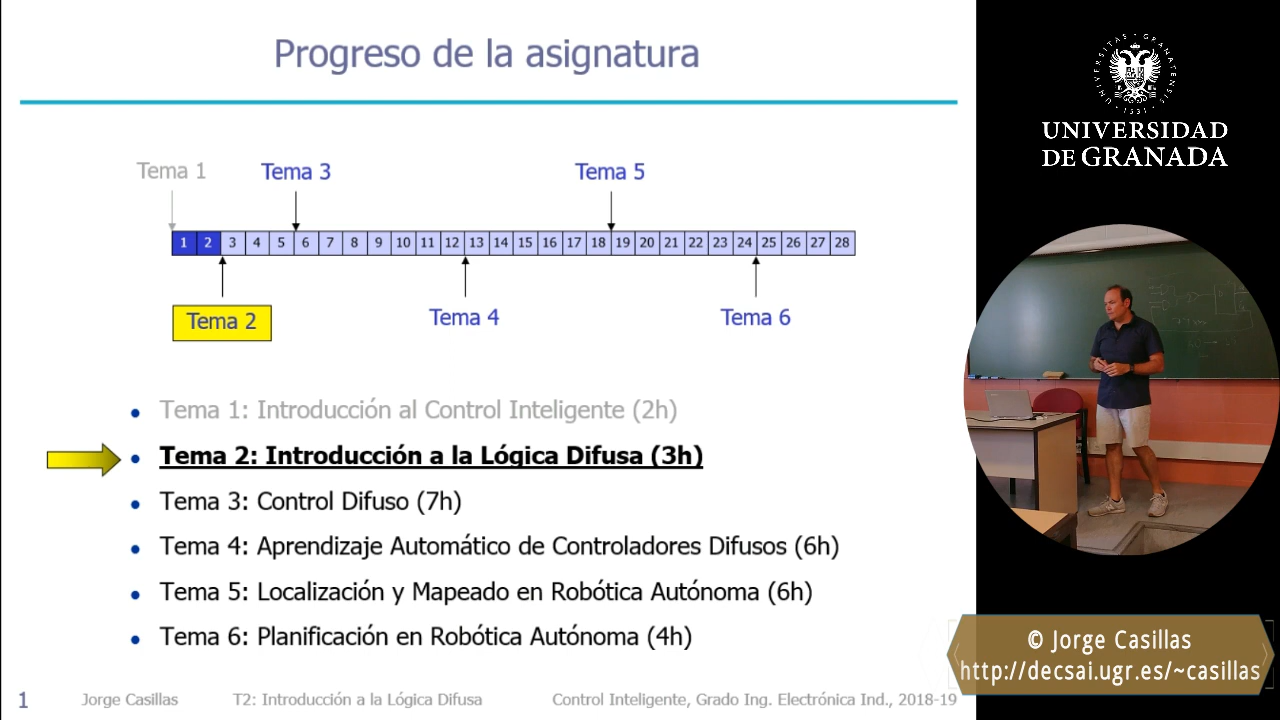 Progreso de la asignatura
Tema 1
Tema 3
Tema 5
1 2 3 4 5 6 7 8 9 10 11 12 13 14 15 16 17 18 19 20 21 22 23 24 25 26 27 28
Tema 2
Tema 4
Tema 6
Tema 1: Introducción al Control Inteligente (2h)
Tema 2: Introducción a la Lógica Difusa (3h)
Tema 3: Control Difuso (7h)
Tema 4: Aprendizaje Automático de Controladores Difusos (6h)
Tema 5: Localización y Mapeado en Robótica Autónoma (6h)
Tema 6: Planificación en Robótica Autónoma (4h)
1 Jorge Casillas T2: Introducción a la Lógica Difusa Control Inteligente, Grado Ing. Electrónica Ind., 2018-19
UNIVERSITAS GRANATENSIS
1531
UNIVERSIDAD
DE GRANADA
© Jorge Casillas
http://decsai.ugr.es/~casillas